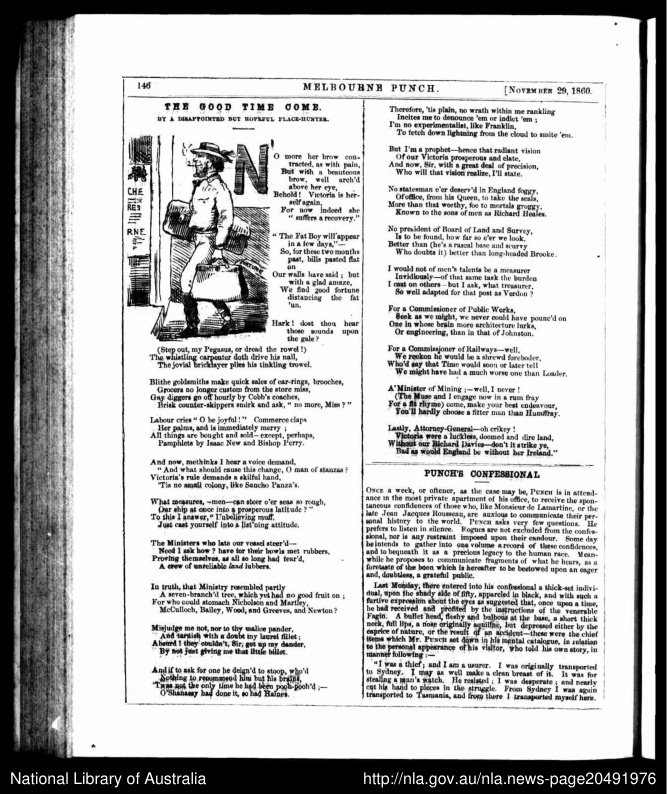 146
MELBOURNE PUNCH.
[NOVEMBER 29, 1860.
THE GOOD TIME COME.
BY A DISAPPOINTED BUT HOPEFUL PLACE-HUNTER.
CHE
RES
RNE
N
O more her brow con-
tracted, as with pain,
But with a beauteous
brow, well arch'd
above her eye,
Behold! Victoria is her-
self again,
For now indeed she
"suffers a recovery."
"The Fat Boy will appear
in a few days,"—
So, for these two months
past, bills pasted flat
on
Our walls have said; but
with a glad amaze,
We find good fortune
distancing the fat
'un.
Hark! dost thou hear
those sounds upon
the gale?
(Step out, my Pegasus, or dread the rowel!)
The whistling carpenter doth drive his nail,
The jovial bricklayer plies his tinkling trowel.
Blithe goldsmiths make quick sales of ear-rings, brooches,
Grocers no longer custom from the store miss,
Gay diggers go off hourly by Cobb's coaches,
Brisk counter-skippers smirk and ask, "no more, Miss?"
Labour cries "O be joyful!" Commerce claps
Her palms, and is immediately merry;
All things are bought and sold—except, perhaps,
Pamphlets by Isaac New and Bishop Perry.
And now, methinks I hear a voice demand,
"And what should cause this change, O man of stanzas?
Victoria's rule demands a skilful hand,
'Tis no small colony, like Sancho Panza's.
What measures,—men—can steer o'er seas so rough,
Our ship at once into a prosperous latitude?"
To this I answer, "Unbelieving muff,
Just cast yourself into a list'ning attitude.
The Ministers who late our vessel steer'd—
Need I ask how? have for their bowls met rubbers,
Proving themselves, as all so long had fear'd,
A crew of unreliable land lubbers.
In truth, that Ministry resembled partly
A seven-branch'd tree, which yet had no good fruit on;
For who could stomach Nicholson and Martley,
McCulloch, Bailey, Wood, and Greeves, and Newton?
Misjudge me not, nor to thy malice pander,
And tarnish with a doubt my laurel fillet;
Absurd! they couldn't, Sir, get up my dander,
By not just giving me that little billet.
And if to ask for one he deign'd to stoop, who'd
Nothing to recommend him but his brains,
'Twas not the only time he had been pooh-pooh'd;—
O'Shanassy had done it, so had Haines.
Therefore, 'tis plain, no wrath within me rankling
Incites me to denounce 'em or indict 'em;
I'm no experimentalist, like Franklin,
To fetch down lightning from the cloud to smite 'em.
But I'm a prophet—hence that radiant vision
Of our Victoria prosperous and elate,
And now, Sir, with a great deal of precision,
Who will that vision realize, I'll state.
No statesman e'er deserv'd in England foggy,
Of office, from his Queen, to take the seals,
More than that worthy, foe to mortals groggy.
Known to the sons of men as Richard Heales.
No president of Board of Land and Survey,
Is to be found, how far so e'er we look,
Better than (he's a rascal base and scurvy
Who doubts it) better than long-headed Brooke.
I would not of men's talents be a measurer
Invidiously—of that same task the burden
I cast on others—but I ask, what treasurer,
So well adapted for that post as Verdon?
For a Commissioner of Public Works,
Seek as we might, we never could have pounc'd on
One in whose brain more architecture lurks,
Or engineering, than in that of Johnston.
For a Commissioner of Railways—well,
We reckon he would be a shrewd foreboder,
Who'd say that Time would soon or later tell
We might have had a much worse one than Loader.
A Minister of Mining;—well, I never!
(The Muse and I engage now in a rum fray
For a fit rhyme) come, make your best endeavour,
You'll hardly choose a fitter man than Humffray.
Lastly, Attorney-General—oh crikey!
Victoria were a luckless, doomed and dire land,
Without our Richard Davies—don't it strike ye,
Bad as would England be without her Ireland."
PUNCH'S CONFESSIONAL
ONCE a week, or oftener, as the case may be, PUNCH is in attend-
ance in the most private apartment of his office, to receive the spon-
taneous confidences of those who, like Monsieur de Lamartine, or the
late Jean Jacques Rousseau, are anxious to communicate their per-
sonal history to the world. PUNCH asks very few questions. He
prefers to listen in silence. Fogues are not excluded from the confes-
sional, nor is any restraint imposed upon their candour. Some day
he intends to gather into one volume a record of these confidences,
and to bequeath it as a precious legacy to the human race. Mean-
while he proposes to communicate fragments of what he hears, as a
foretaste of the boon which is hereafter to be bestowed upon an eager
and, doubtless, a grateful public.
Last Monday, there entered into his confessional a thick-set indivi-
dual, upon the shady side of fifty, apparelled in black, and with such a
furtive expression about the eyes as suggested that, once upon a time,
he had received and profited by the instructions of the venerable
Fagin. A bullet head, fleshy and bulbous at the base, a short thick
neck, full lips, a nose originally aquiline, but depressed either by the
caprice of nature, or the result of an accident—these were the chief
items which Mr. PUNCH set down in his mental catalogue, in relation
to the personal appearance of his visitor, who told his own story, in
manner following:—
"I was a thief; and I am a usurer. I was originally transported
to Sydney. I may as well make a clean breast of it. It was for
stealing a man's watch. He resisted; I was desperate; and nearly
cut his hand to pieces in the struggle. From Sydney I was again
transported to Tasmania, and from there I transported myself here.
National Library of Australia
http://nla.gov.au/nla.news-page20491976